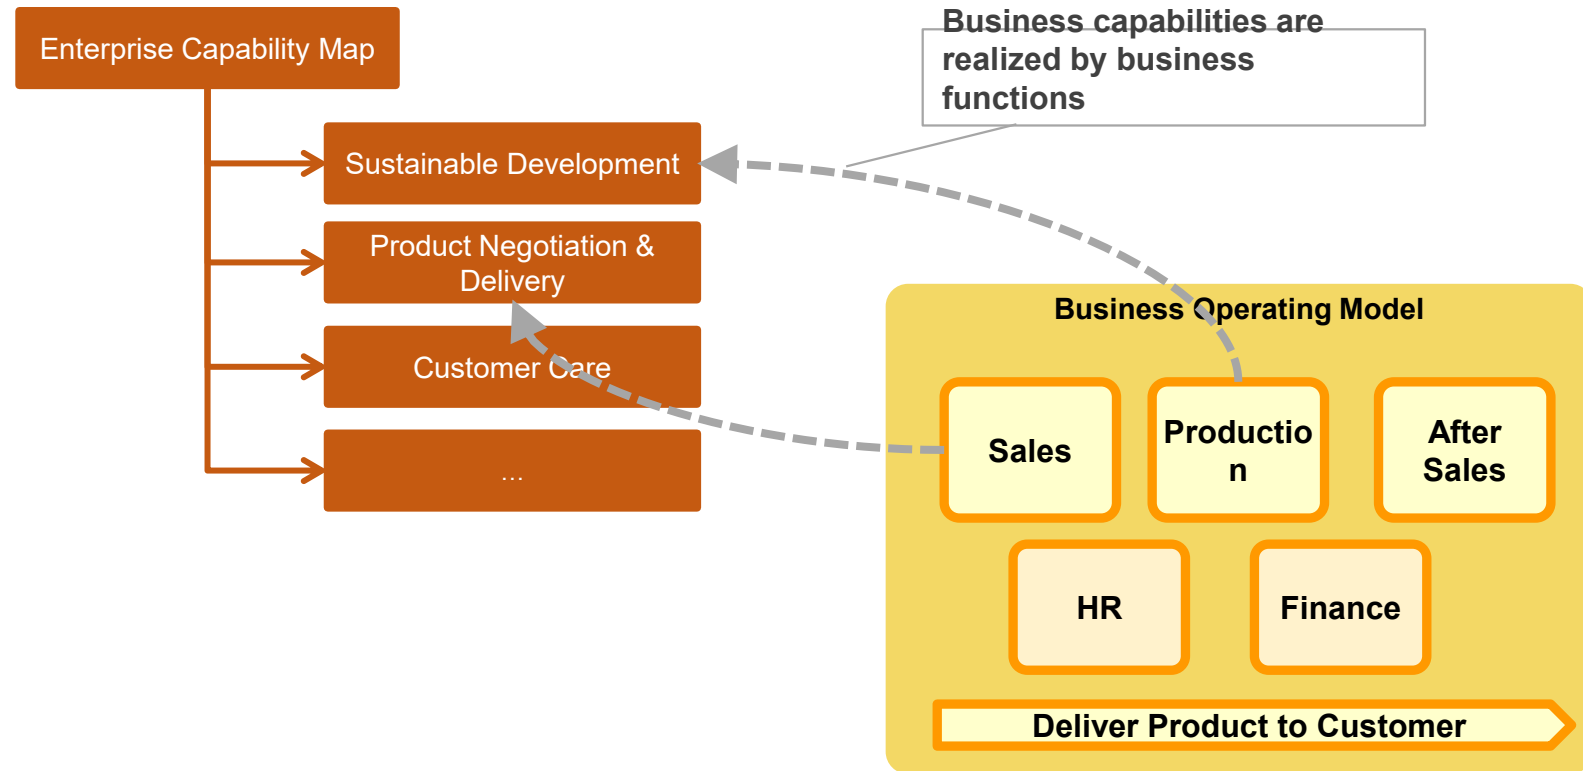 Enterprise Capability Map
Business capabilities are
realized by business
functions
Sustainable Development
Product Negotiation &
Delivery
Customer Care
...
Business Operating Model
Sales
Productio
n
After
Sales
HR
Finance
Deliver Product to Customer